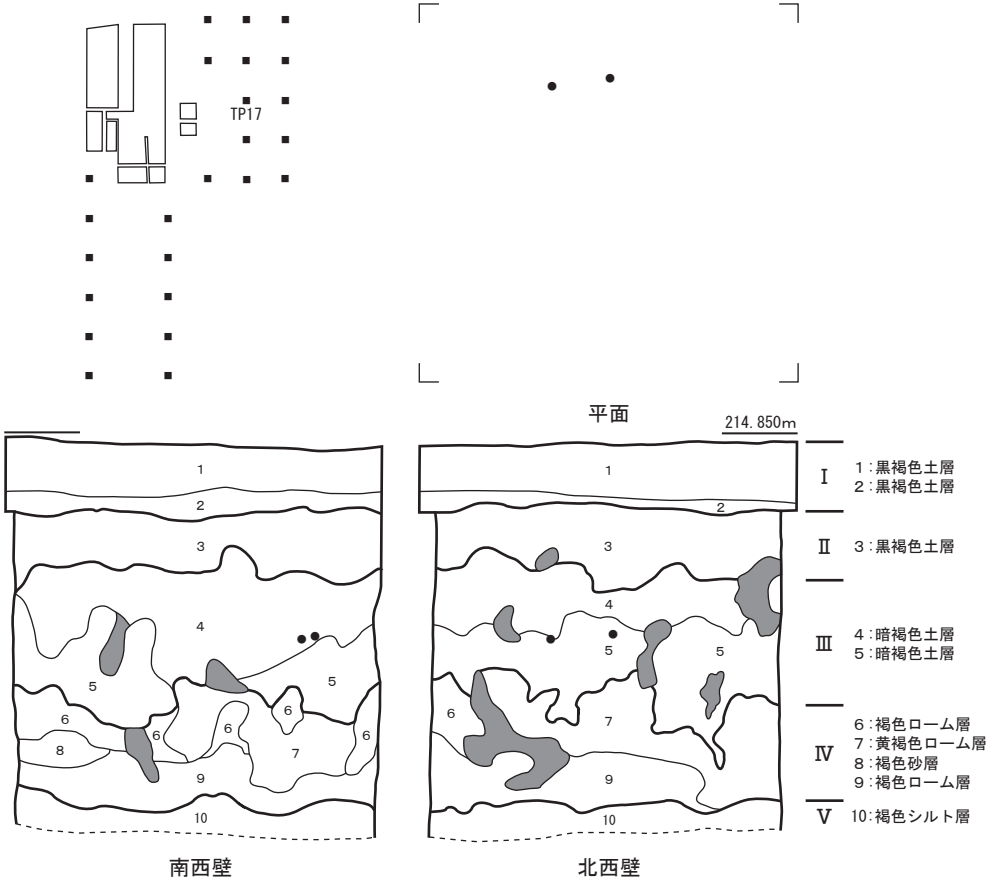 TP17
平面
214.850m
1
2
3
4
5
5
6
6
6
6
6
7
8
9
10
南西壁
1
2
3
4
5
5
6
7
9
10
北西壁
Ⅰ
1:黒褐色土層
2:黒褐色土層
Ⅱ
3:黒褐色土層
Ⅲ
4:暗褐色土層
5:暗褐色土層
Ⅳ
6:褐色ローム層
7:黄褐色ローム層
8:褐色砂層
9:褐色ローム層
Ⅴ
10:褐色シルト層